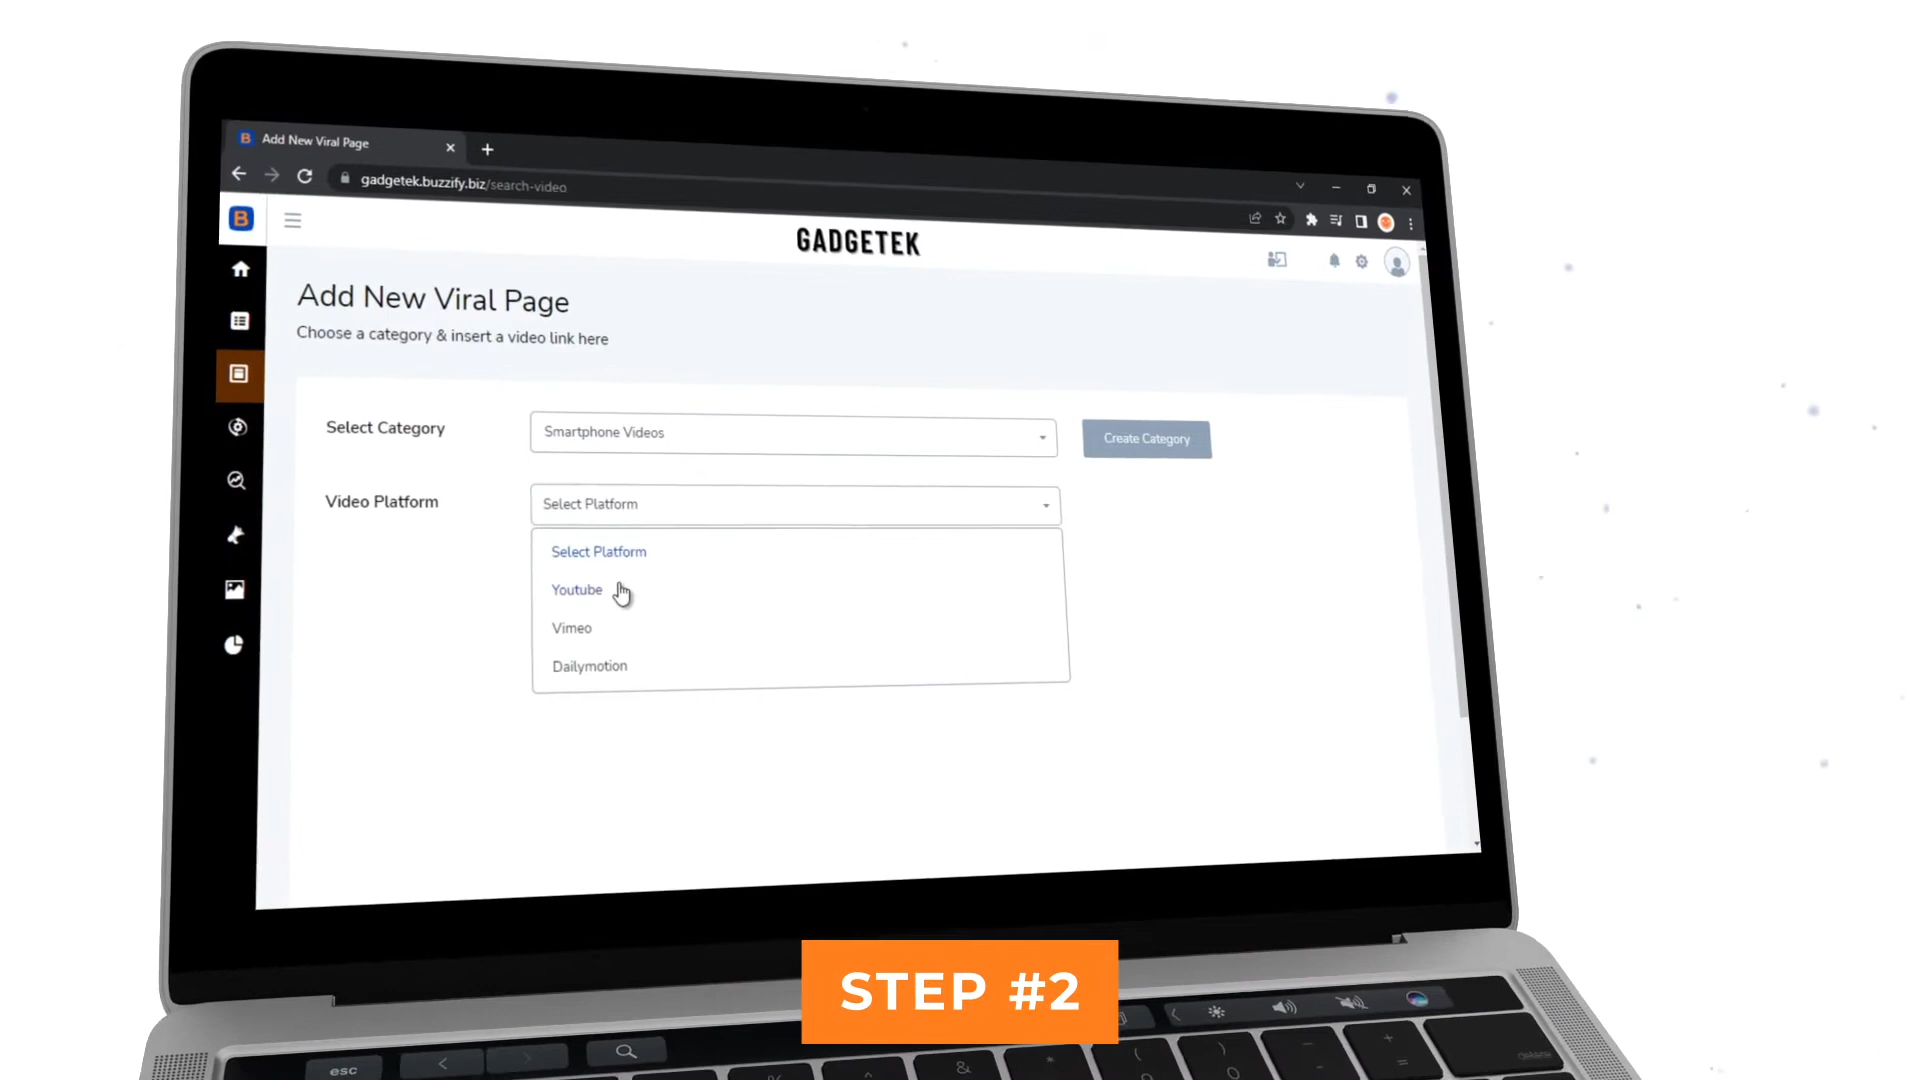 B Add New Viral Page
gadgetek.buzzify.biz/search-video
B
GADGETEK
Add New Viral Page
Choose a category & insert a video link here
Select Category
Smartphone Videos
Create Category
Video Platform
Select Platform
Select Platform
Youtube
Vimeo
Dailymotion
STEP #2
esc